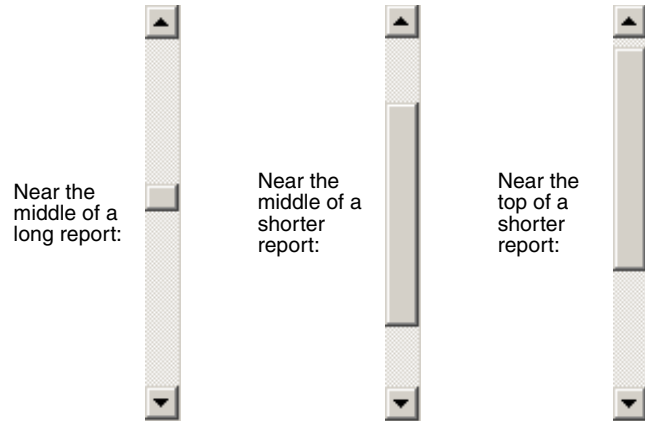 Near the
middle of a
long report:
Near the
middle of a
shorter
report:
Near the
top of a
shorter
report: